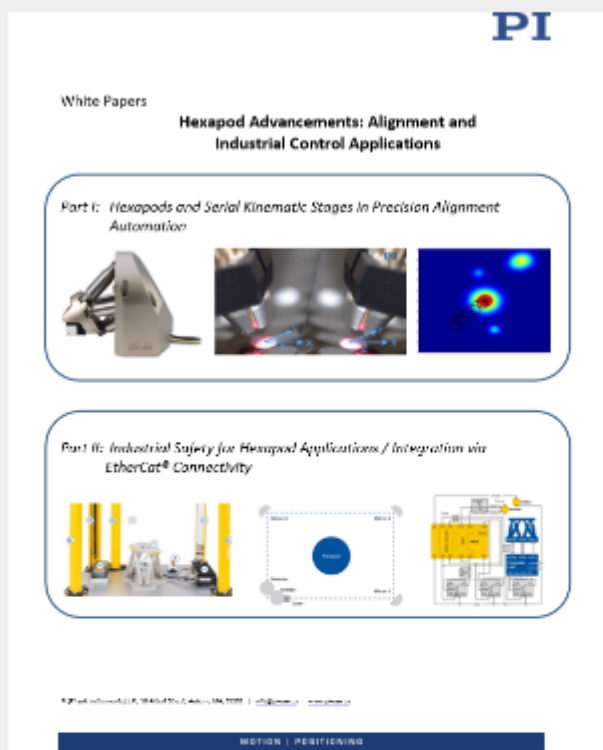 PI
White Papers
Hexapod Advancements: Alignment and
Industrial Control Applications
Part I: Hexapods and Serial Kinematic Stages in Precision Alignment
Automation
Part II: Industrial Safety for Hexapod Applications / Integration via
EtherCat® Connectivity
MOTION | POSITIONING